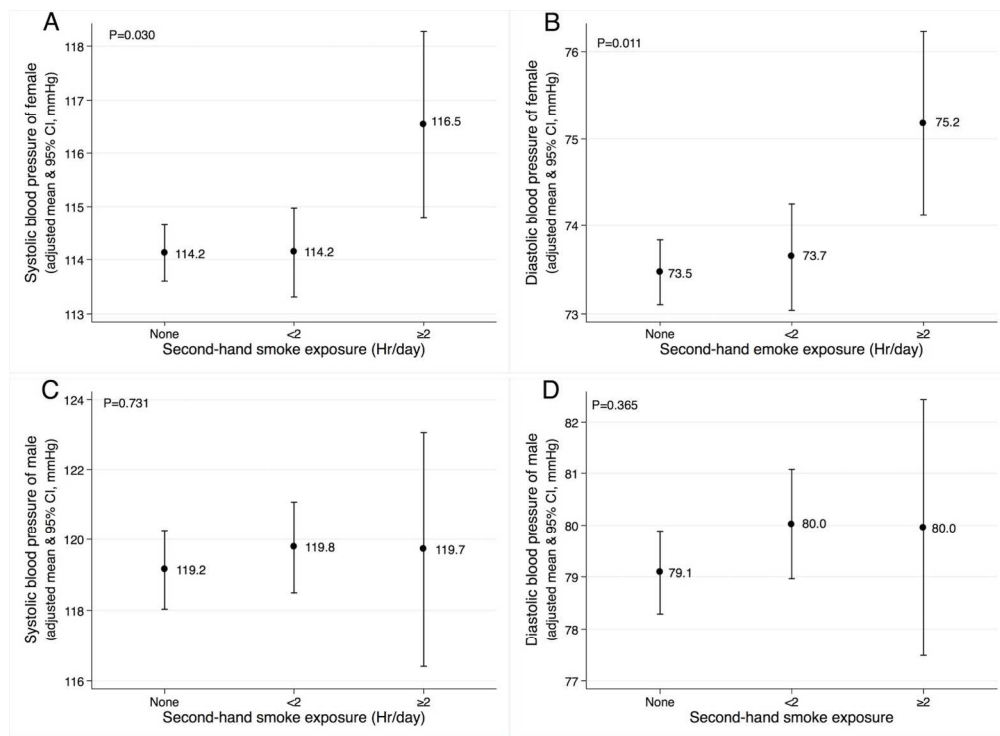 A
P=0.030
Systolic blood pressure of female
(adjusted mean & 95% CI, mmHg)
118
117
116
115
114
113
116.5
114.2
114.2
None
<2
≥2
Second-hand smoke exposure (Hr/day)
B
P=0.011
Diastolic blood pressure of female
(adjusted mean & 95% CI, mmHg)
76
75
74
73
75.2
73.7
73.5
None
<2
≥2
Second-hand emoke exposure (Hr/day)
C
P=0.731
Systolic blood pressure of male
(adjusted mean & 95% CI, mmHg)
124
122
120
118
116
119.2
119.8
119.7
None
<2
≥2
Second-hand smoke exposure (Hr/day)
D
P=0.365
Diastolic blood pressure of male
(adjusted mean & 95% CI, mmHg)
82
81
80
79
78
77
79.1
80.0
80.0
None
<2
≥2
Second-hand smoke exposure